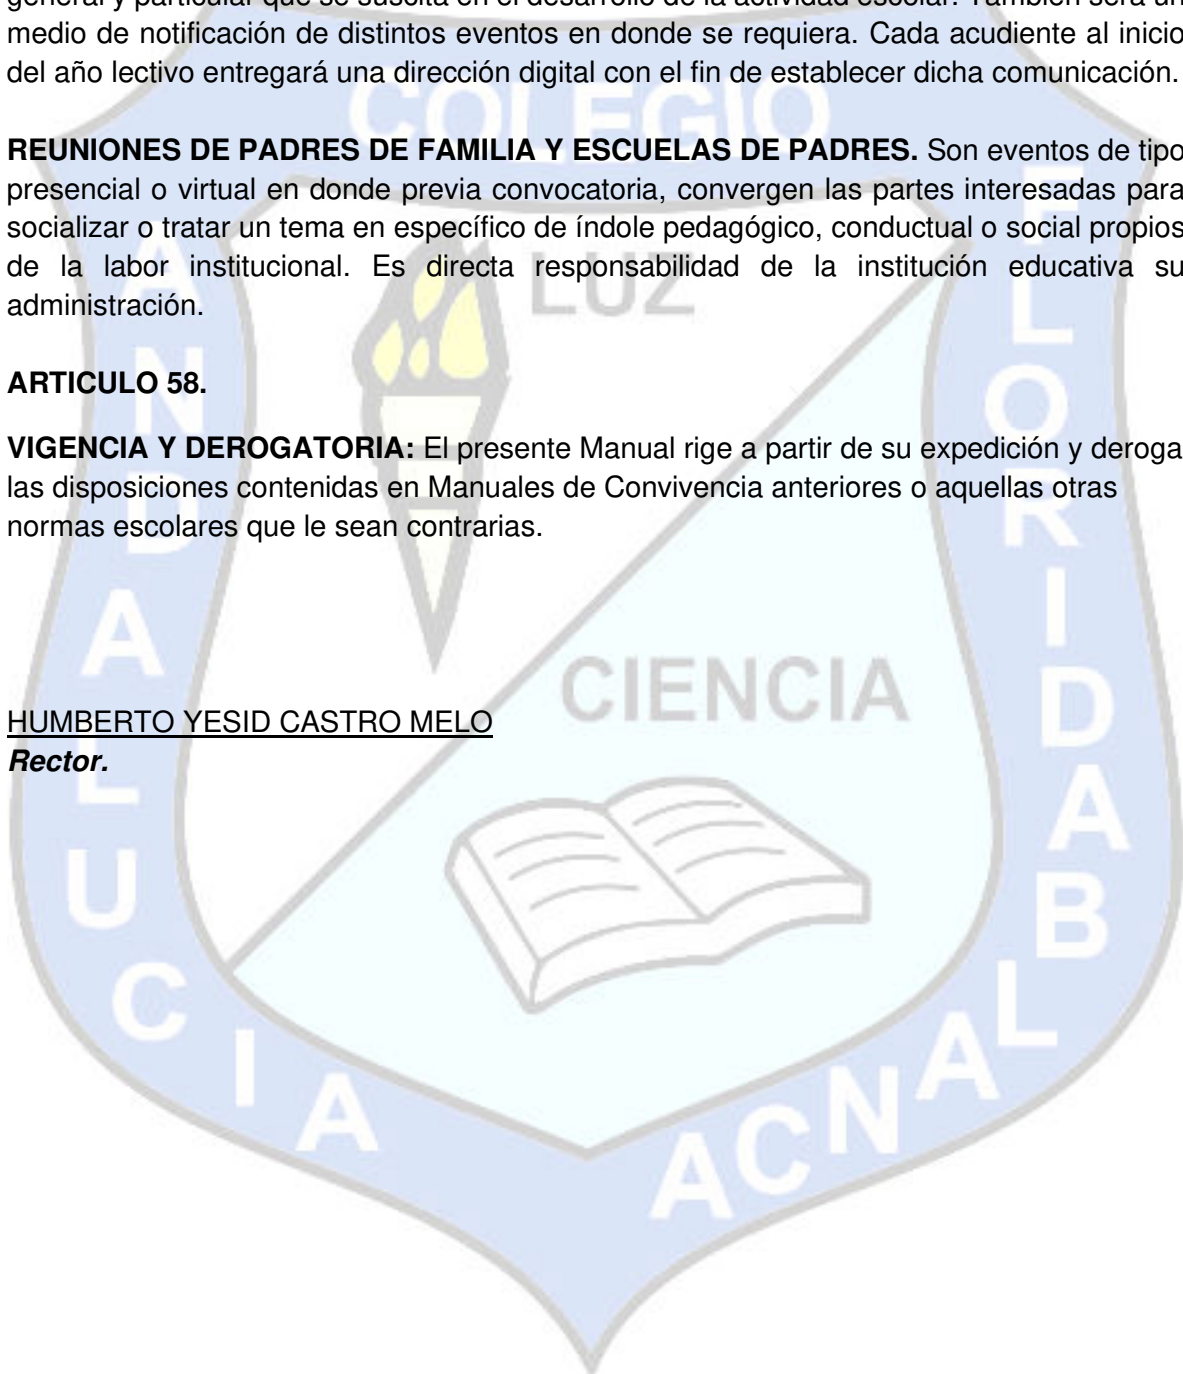 general y particular que se suscita en el desarrollo de la actividad escolar. También será un
medio de notificación de distintos eventos en donde se requiera. Cada acudiente al inicio
del año lectivo entregará una dirección digital con el fin de establecer dicha comunicación.
COLEGIO
REUNIONES DE PADRES DE FAMILIA Y ESCUELAS DE PADRES. Son eventos de tipo
presencial o virtual en donde previa convocatoria, convergen las partes interesadas para
socializar o tratar un tema en específico de índole pedagógico, conductual o social propios
de la labor institucional. Es directa responsabilidad de la institución educativa su
administración.
LUZ
ARTICULO 58.
VIGENCIA Y DEROGATORIA: El presente Manual rige a partir de su expedición y deroga
las disposiciones contenidas en Manuales de Convivencia anteriores o aquellas otras
normas escolares que le sean contrarias.
CIENCIA
HUMBERTO YESID CASTRO MELO
Rector.
ANDALUCIA
FLORIDABLANCA